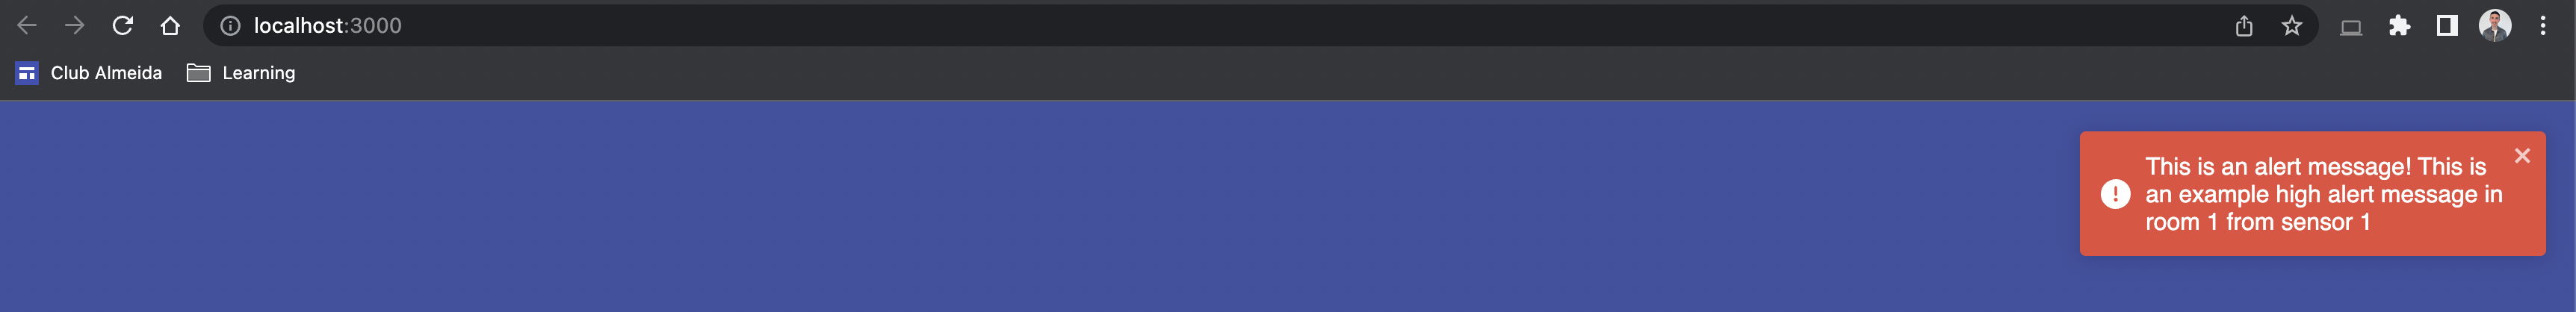 localhost:3000
Club Almeida Learning
This is an alert message! This is
an example high alert message in
room 1 from sensor 1